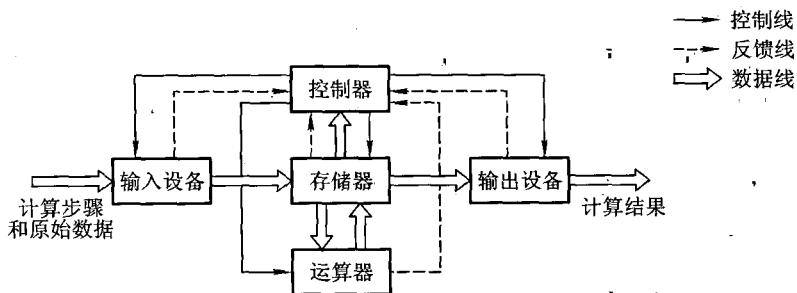 控制线
反馈线
数据线
控制器
输入设备
存储器
输出设备
计算步骤
和原始数据
计算结果
运算器